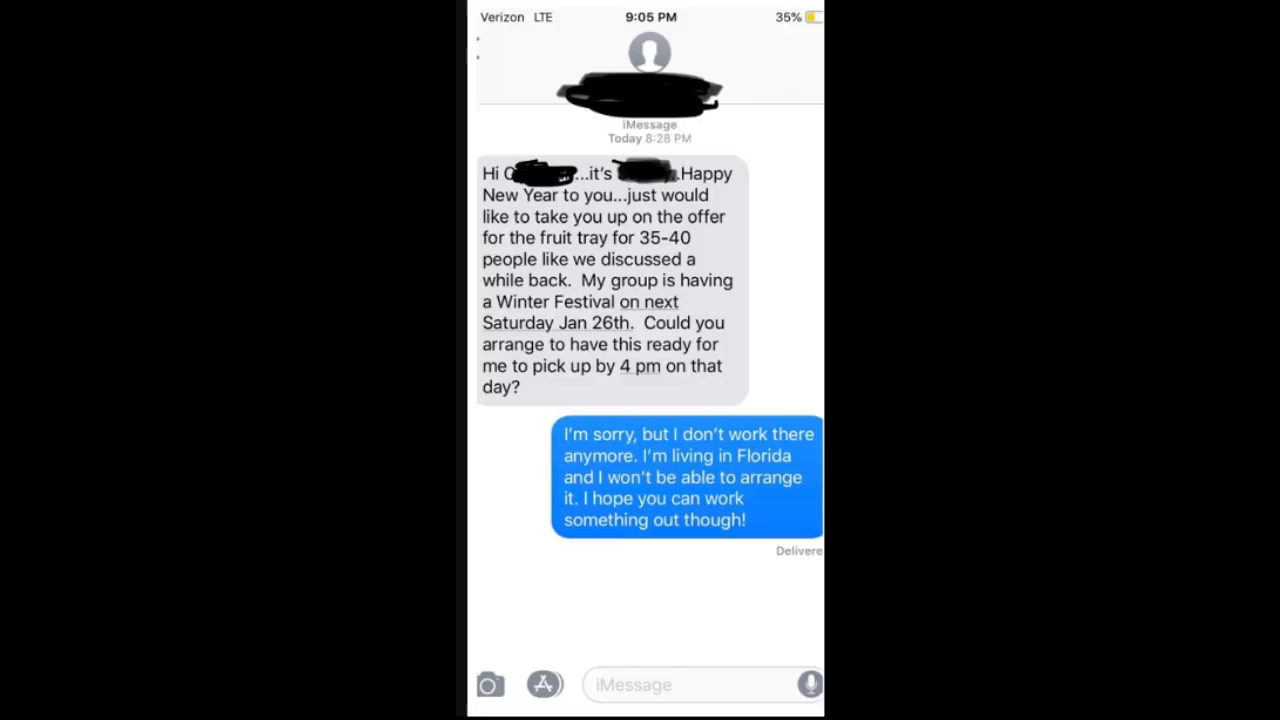 Verizon LTE 9:05 PM 35%
iMessage
Today 8:28 PM
Hi ...it's .Happy
New Year to you...just would
like to take you up on the offer
for the fruit tray for 35-40
people like we discussed a
while back. My group is having
a Winter Festival on next
Saturday Jan 26th. Could you
arrange to have this ready for
me to pick up by 4 pm on that
day?
I'm sorry, but I don't work there
anymore. I'm living in Florida
and I won't be able to arrange
it. I hope you can work
something out though!
Delivere
iMessage